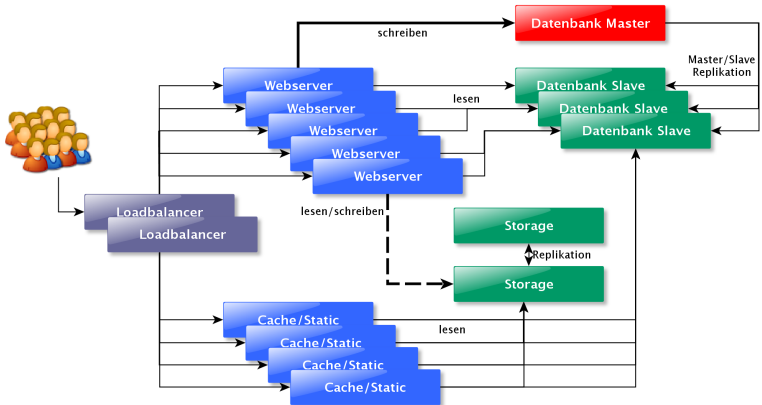 Datenbank Master
schreiben
Master/Slave
Replikation
Webserver
Datenbank Slave
lesen
Webserver
Datenbank Slave
Webserver
Datenbank Slave
Webserver
Webserver
Loadbalancer
lesen/schreiben
Loadbalancer
Storage
Replikation
Storage
Cache/Static
lesen
Cache/Static
Cache/Static
Cache/Static